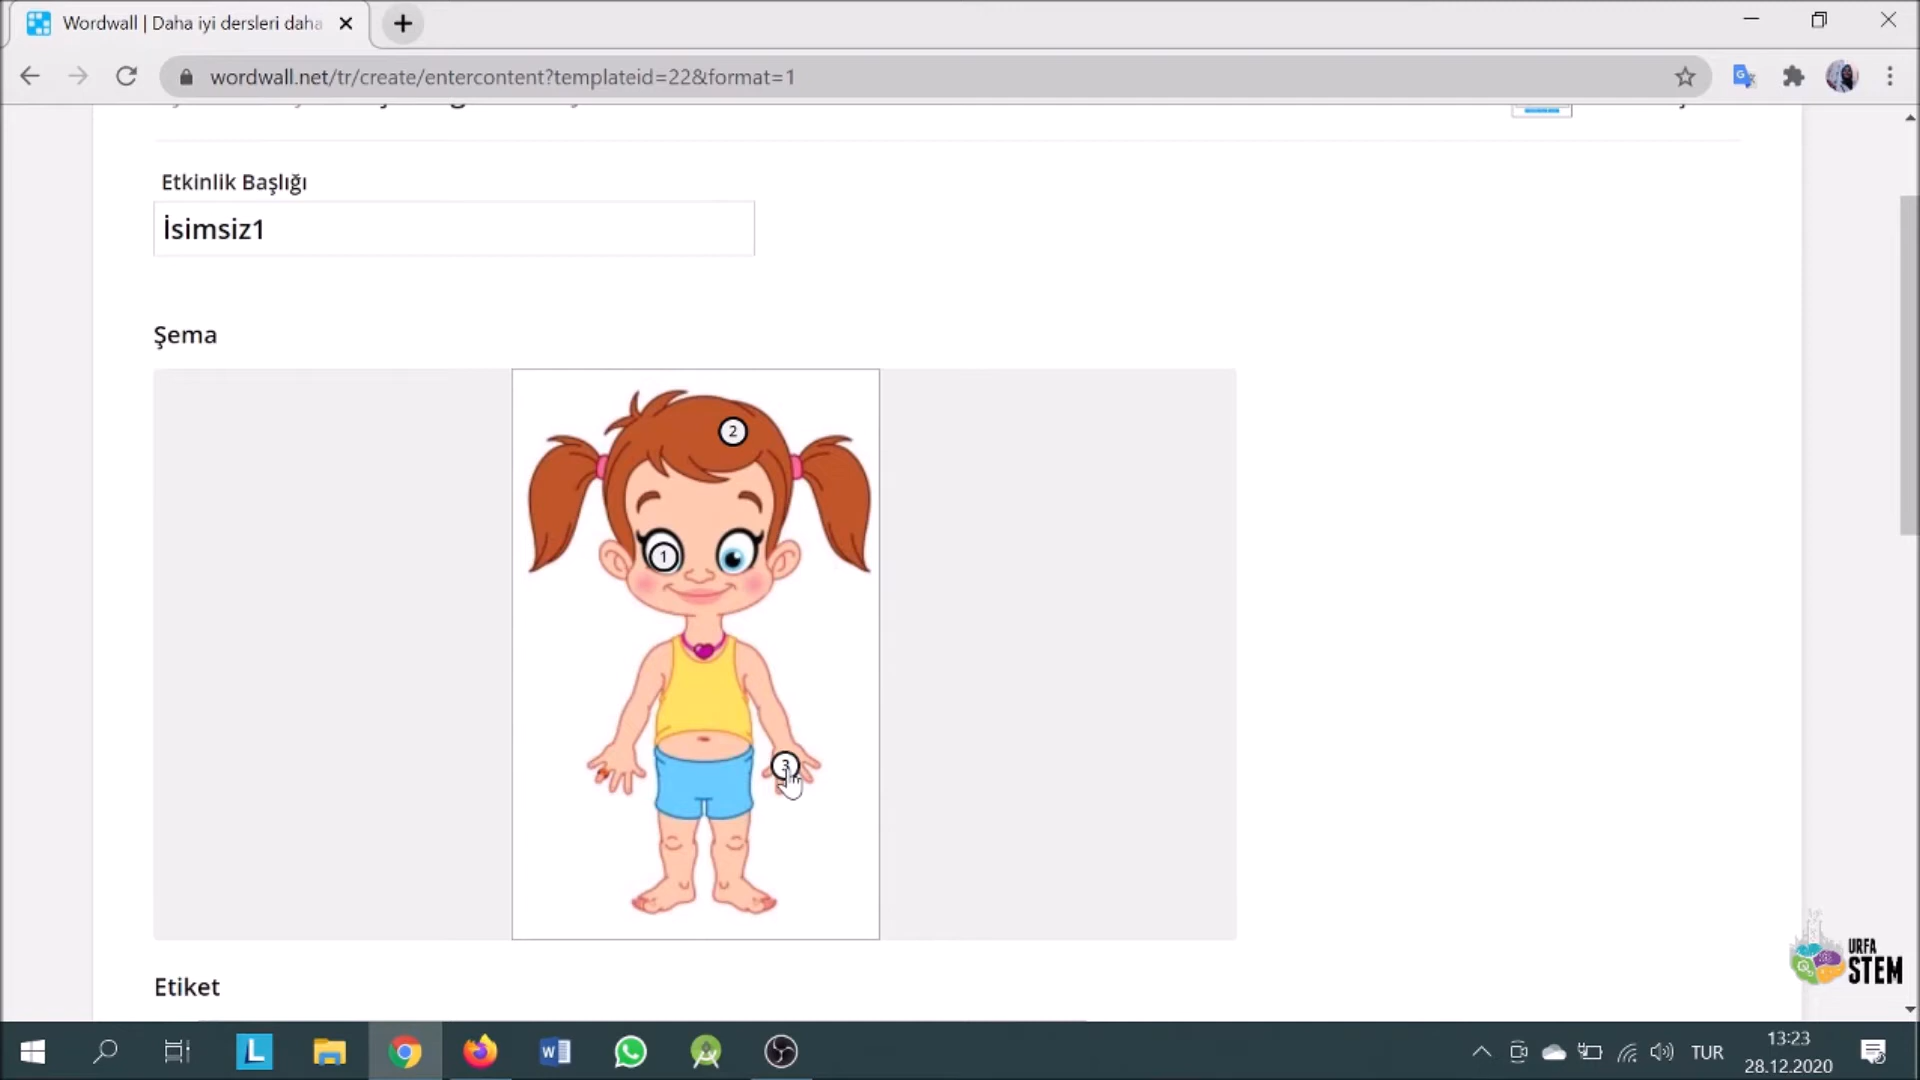 Wordwall | Daha iyi dersleri daha
wordwall.net/tr/create/entercontent?templateid=22&format=1
Etkinlik Başlığı
İsimsiz1
Şema
2
1
3
Etiket
URFA
STEM
TUR
13:23
28.12.2020